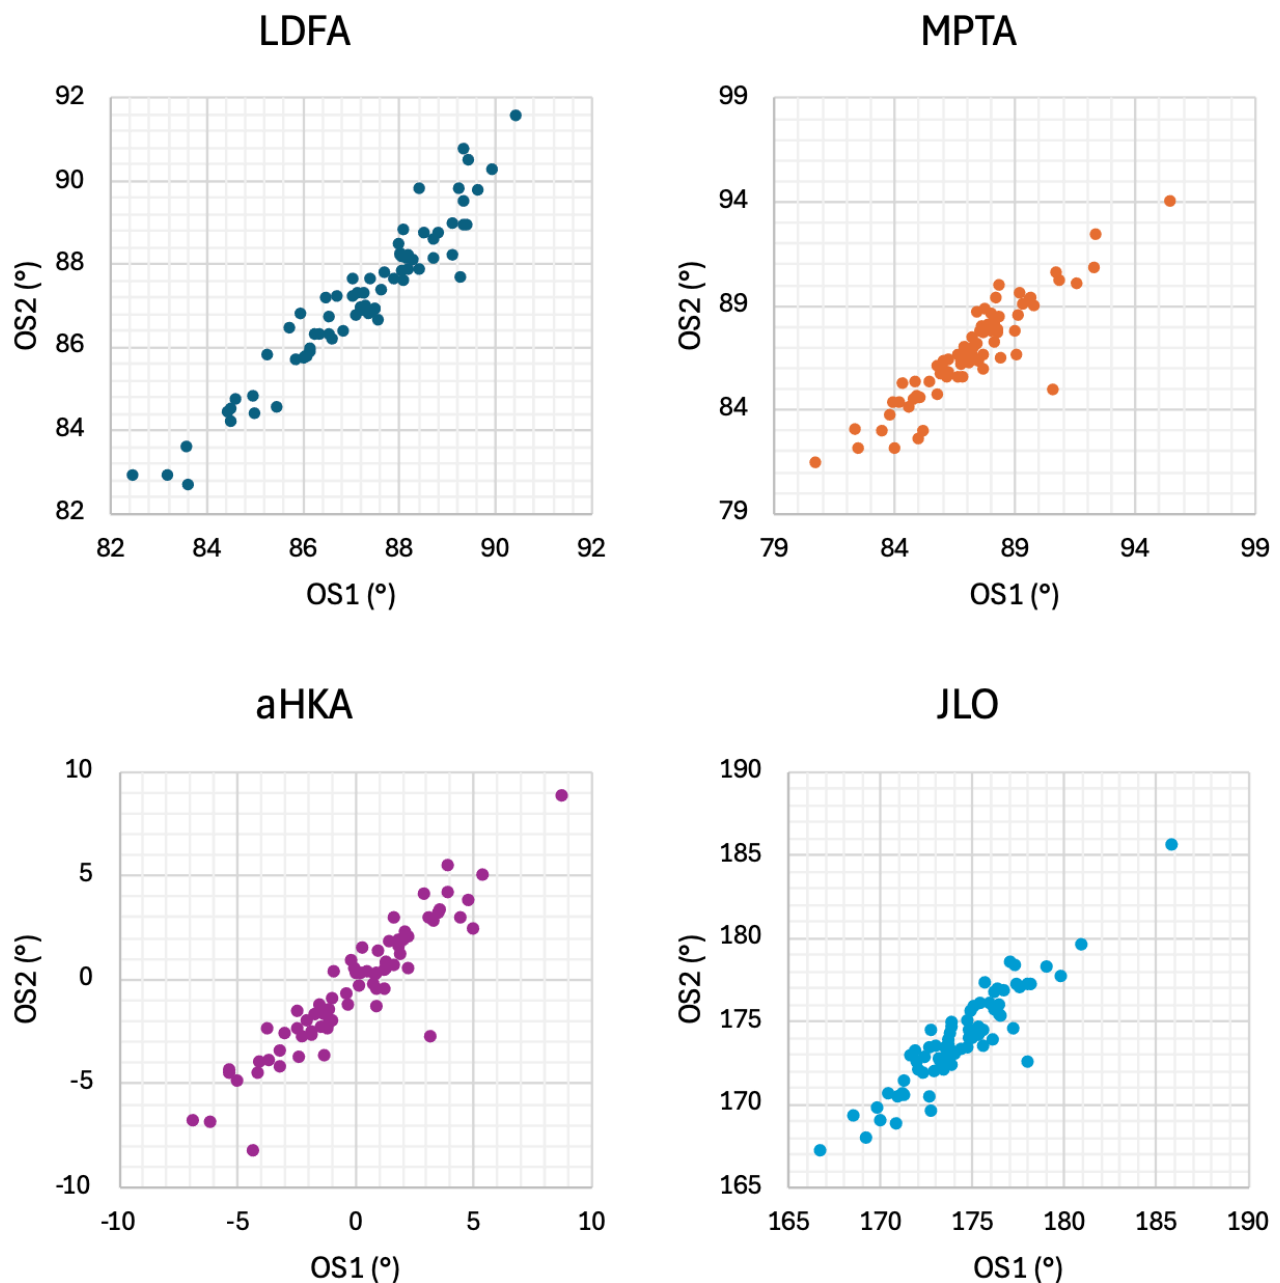 LDFA
92
90
88
86
84
82
82 84 86 88 90 92
OS2 (°)
OS1 (°)
MPTA
99
94
89
84
79
79 84 89 94 99
OS2 (°)
OS1 (°)
aHKA
10
5
0
-5
-10
-10 -5 0 5 10
OS2 (°)
OS1 (°)
JLO
190
185
180
175
170
165
165 170 175 180 185 190
OS2 (°)
OS1 (°)